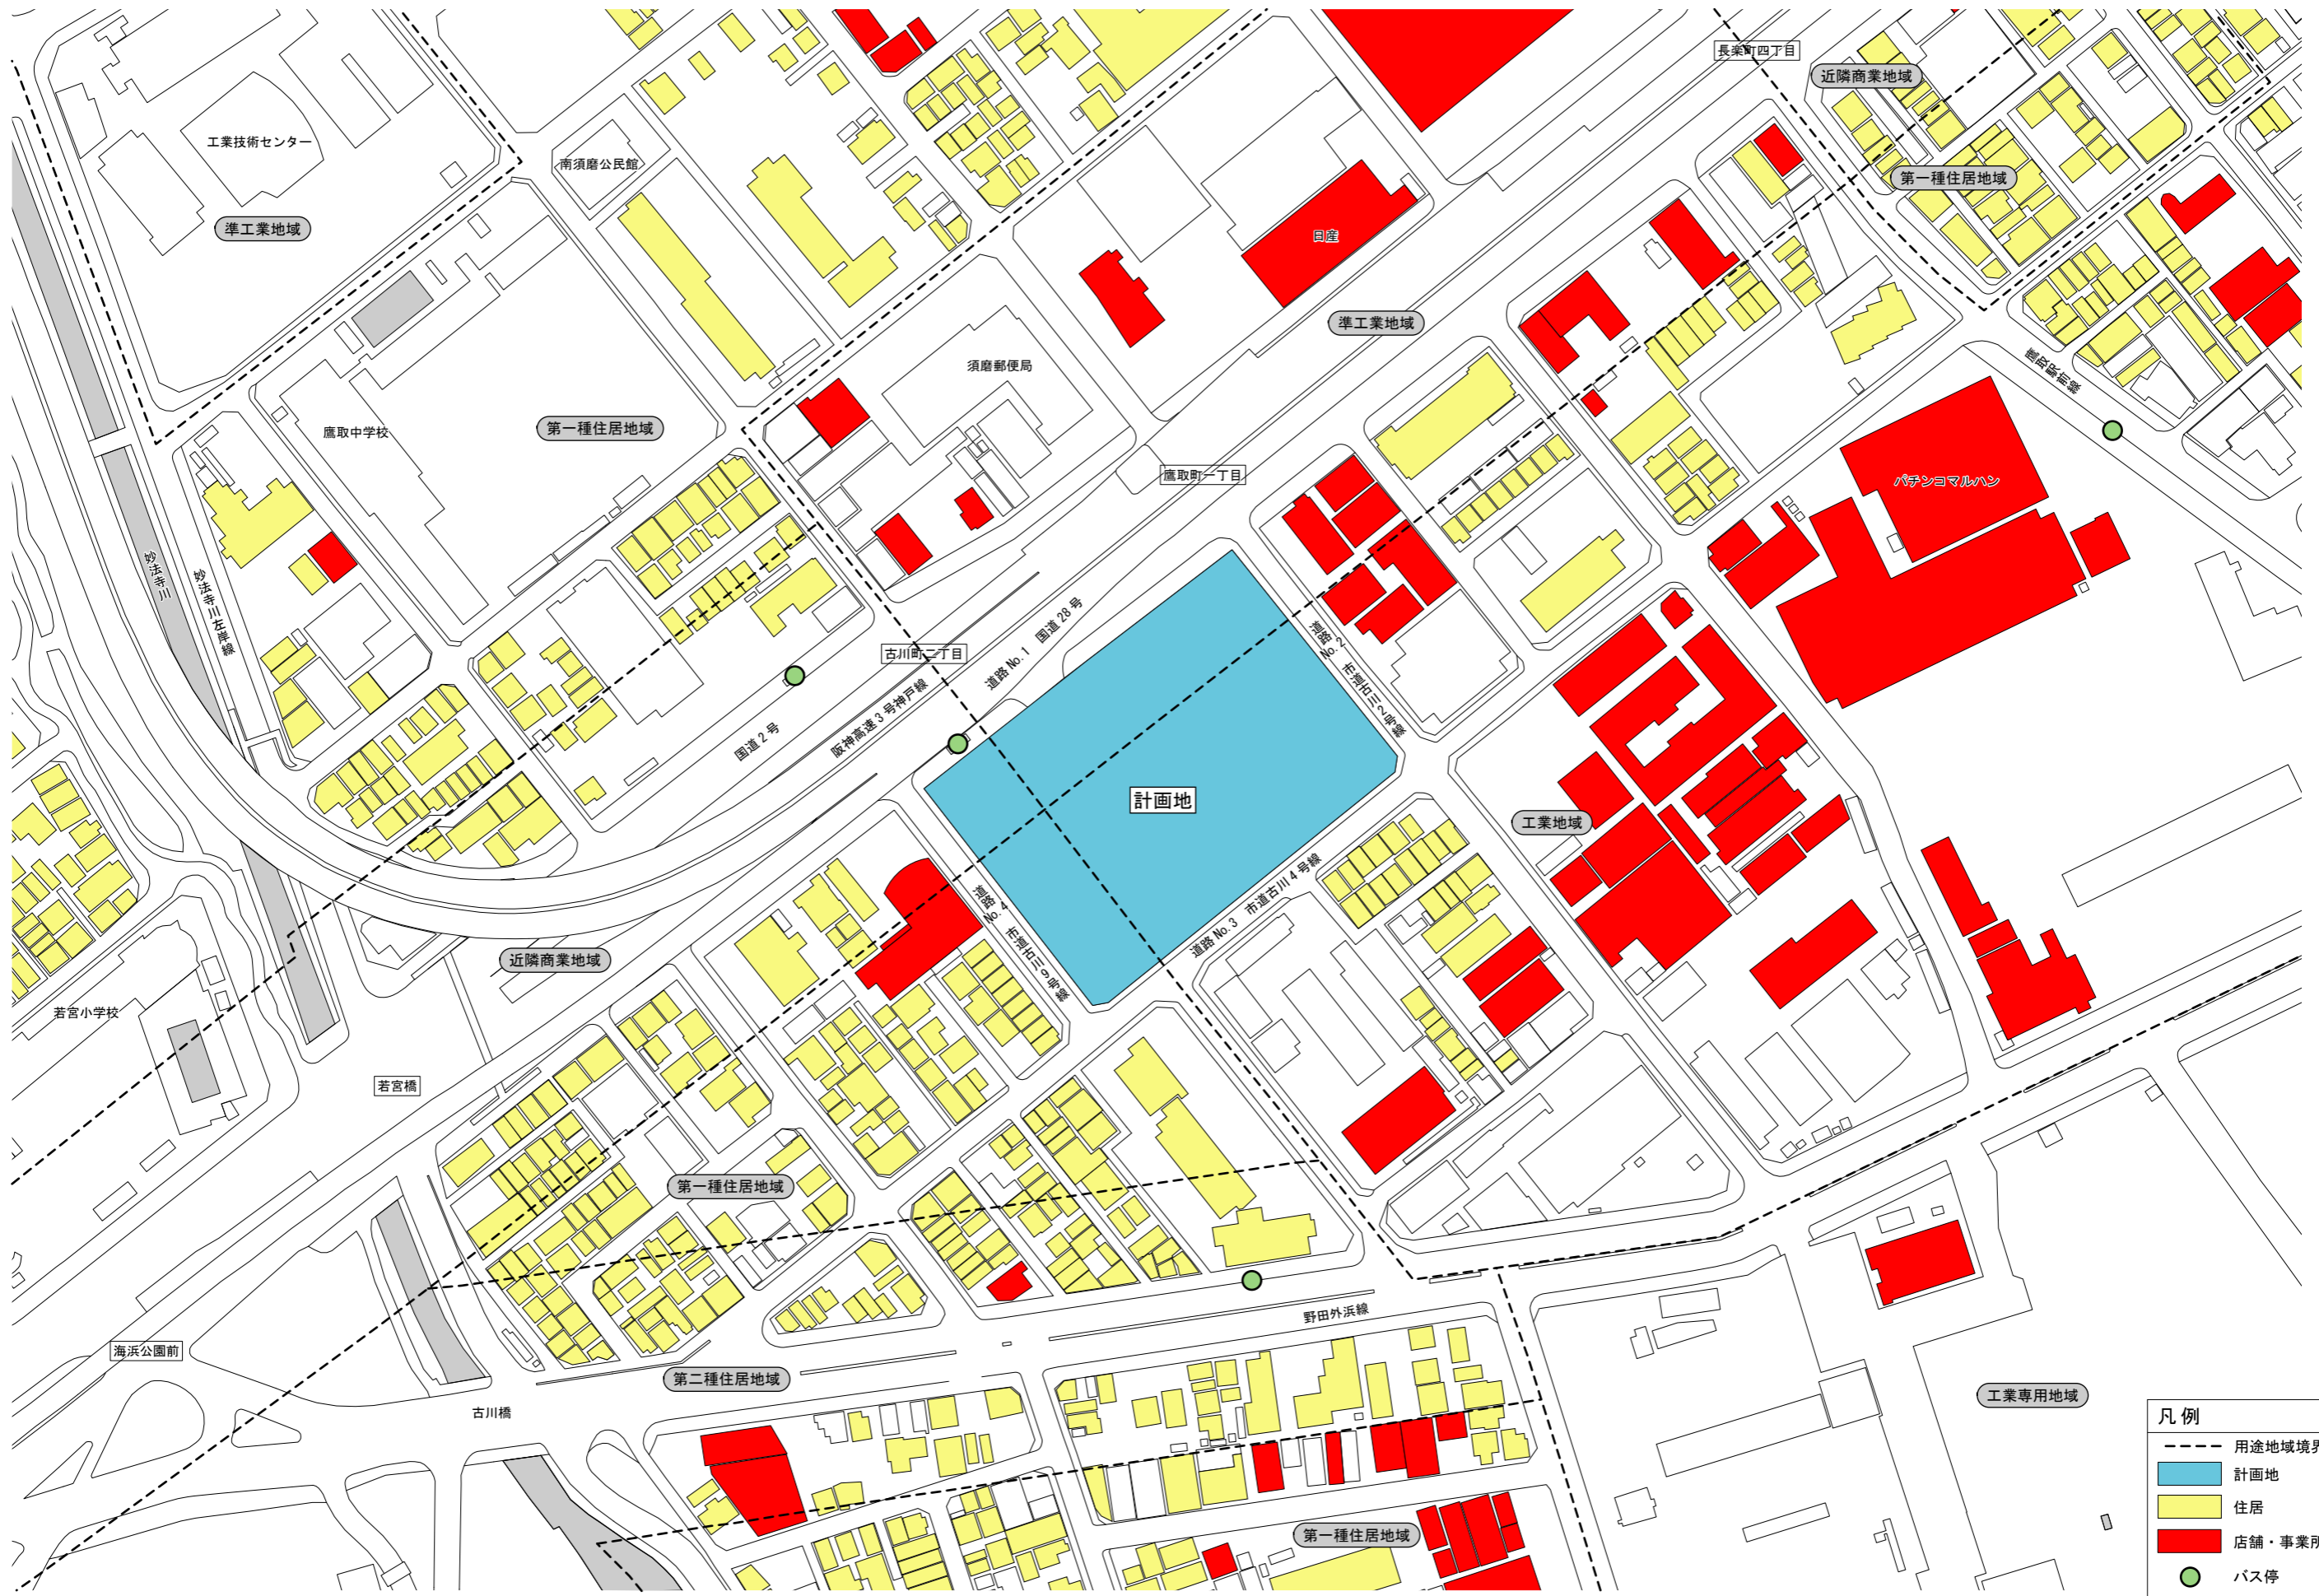 長楽町四丁目
近隣商業地域
工業技術センター
南須磨公民館
第一種住居地域
準工業地域
日産
準工業地域
須磨郵便局
鷹取駅前線
鷹取中学校
第一種住居地域
鷹取町一丁目
パチンコマルハン
妙法寺川
妙法寺川左岸線
国道28号
道路No.1
古川町二丁目
道路No.2
市道古川2号線
阪神高速3号神戸線
国道2号
計画地
工業地域
道路No.3 市道古川4号線
道路No.4
市道古川9号線
近隣商業地域
若宮小学校
若宮橋
第一種住居地域
野田外浜線
海浜公園前
第二種住居地域
古川橋
工業専用地域
第一種住居地域
凡例
用途地域境界
計画地
住居
店舗・事業所
バス停